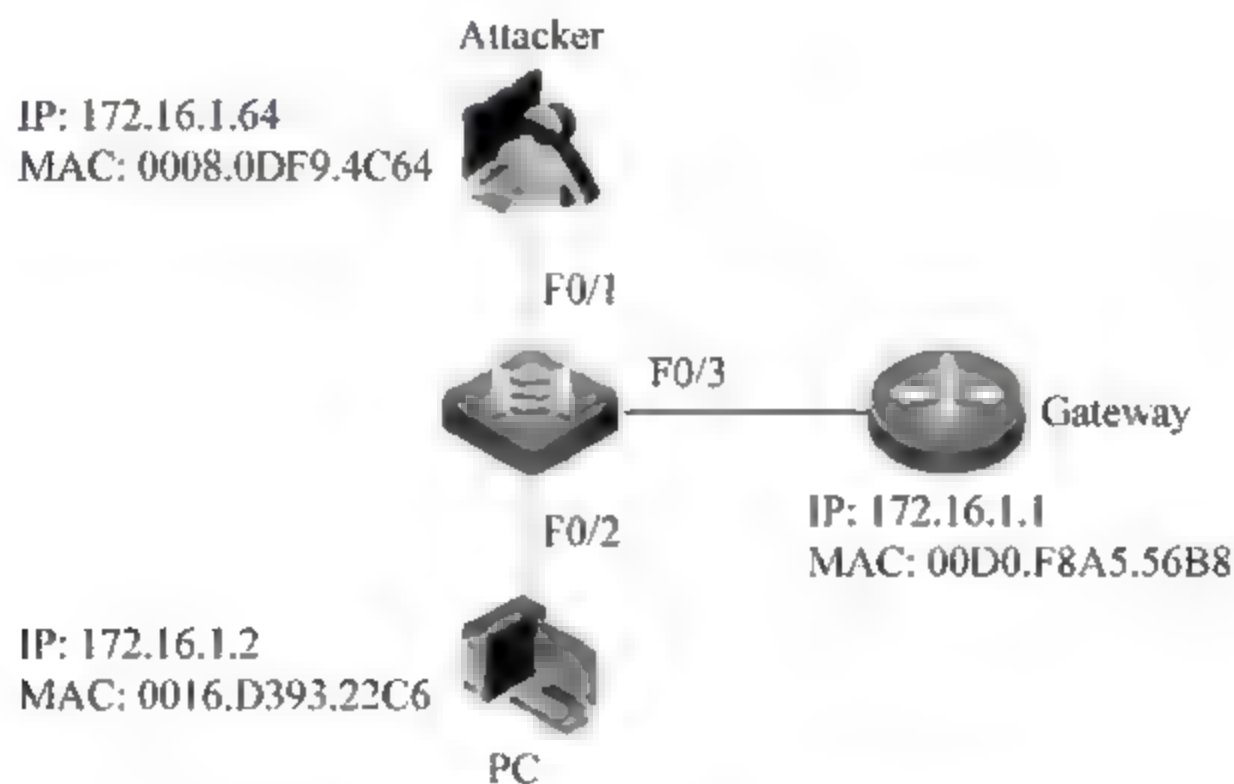 Attacker
IP: 172.16.1.64
MAC: 0008.0DF9.4C64
F0/1
F0/3
Gateway
IP: 172.16.1.1
MAC: 00D0.F8A5.56B8
F0/2
IP: 172.16.1.2
MAC: 0016.D393.22C6
PC